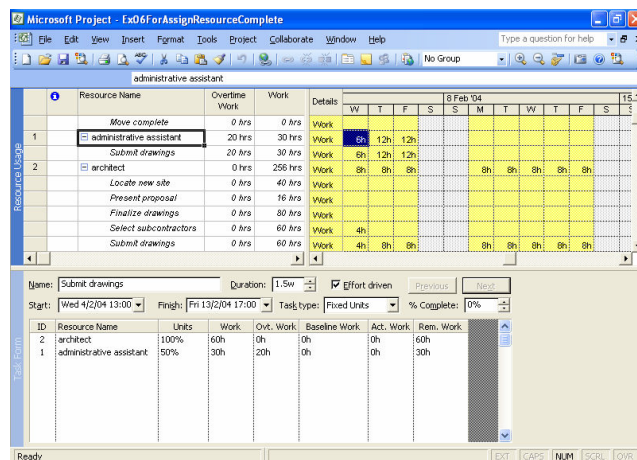 Microsoft Project - Ex06ForAssignResourceComplete
File Edit View Insert Format Tools Project Collaborate Window Help Type a question for help
No Group
administrative assistant
Resource Name Overtime Work Work Details 8 Feb '04 15
W T F S S M T W T F S
Move complete 0 hrs 0 hrs Work
1 administrative assistant 20 hrs 30 hrs Work 6h 12h 12h
Submit drawings 20 hrs 30 hrs Work 6h 12h 12h
2 architect 0 hrs 256 hrs Work 8h 8h 8h 8h 8h 8h 8h 8h
Locate new site 0 hrs 40 hrs Work
Present proposal 0 hrs 16 hrs Work
Finalize drawings 0 hrs 80 hrs Work
Select subcontractors 0 hrs 60 hrs Work 4h
Submit drawings 0 hrs 60 hrs Work 4h 8h 8h 8h 8h 8h 8h 8h
Resource Usage
Name: Submit drawings Duration: 1.5w Effort driven Previous Next
Start: Wed 4/2/04 13:00 Finish: Fri 13/2/04 17:00 Task type: Fixed Units % Complete: 0%
ID Resource Name Units Work Ovt. Work Baseline Work Act. Work Rem. Work
2 architect 100% 60h 0h 0h 0h 60h
1 administrative assistant 50% 30h 20h 0h 0h 30h
Task Form
Ready EXT CAPS NUM SCRL OVR